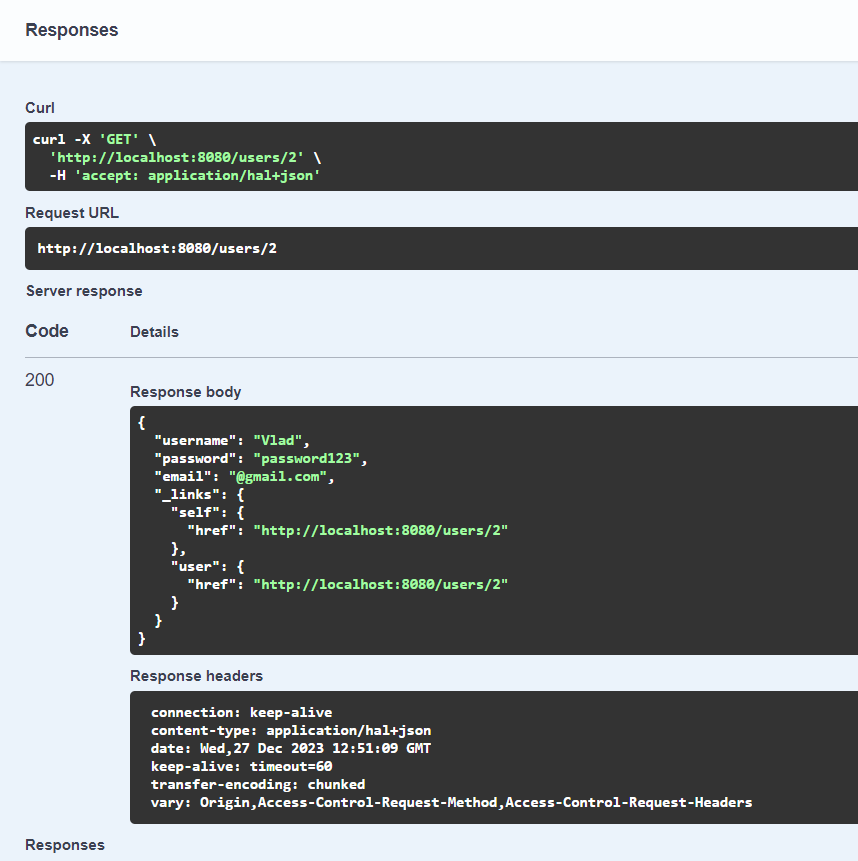 Responses
Curl
curl -X 'GET' \
  'http://localhost:8080/users/2' \
  -H 'accept: application/hal+json'
Request URL
http://localhost:8080/users/2
Server response
Code Details
200
Response body
{
  "username": "Vlad",
  "password": "password123",
  "email": "@gmail.com",
  "_links": {
    "self": {
      "href": "http://localhost:8080/users/2"
    },
    "user": {
      "href": "http://localhost:8080/users/2"
    }
  }
}
Response headers
connection: keep-alive
content-type: application/hal+json
date: Wed,27 Dec 2023 12:51:09 GMT
keep-alive: timeout=60
transfer-encoding: chunked
vary: Origin,Access-Control-Request-Method,Access-Control-Request-Headers
Responses